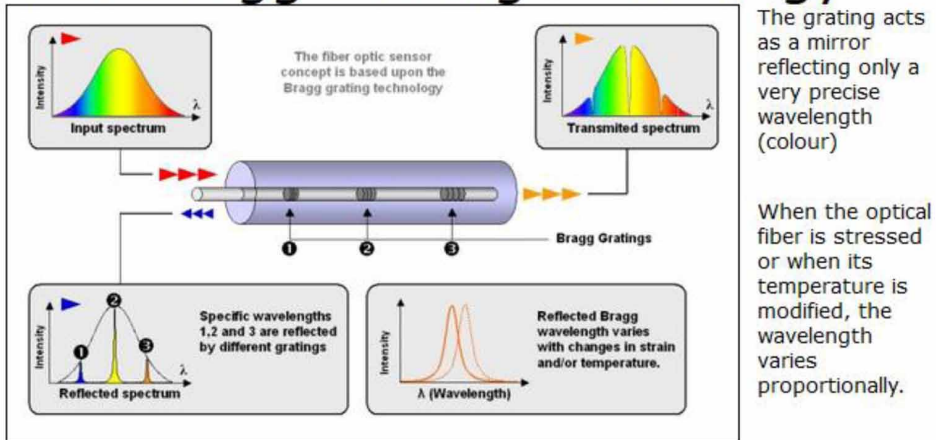 The fiber optic sensor
concept is based upon the
Bragg grating technology
Intensity
λ
Input spectrum
Intensity
λ
Transmited spectrum
The grating acts
as a mirror
reflecting only a
very precise
wavelength
(colour)
Bragg Gratings
1
2
3
When the optical
fiber is stressed
or when its
temperature is
modified, the
wavelength
varies
proportionally.
Intensity
1
2
3
λ
Reflected spectrum
Specific wavelengths
1,2 and 3 are reflected
by different gratings
Intensity
λ (Wavelength)
Reflected Bragg
wavelength varies
with changes in strain
and/or temperature.